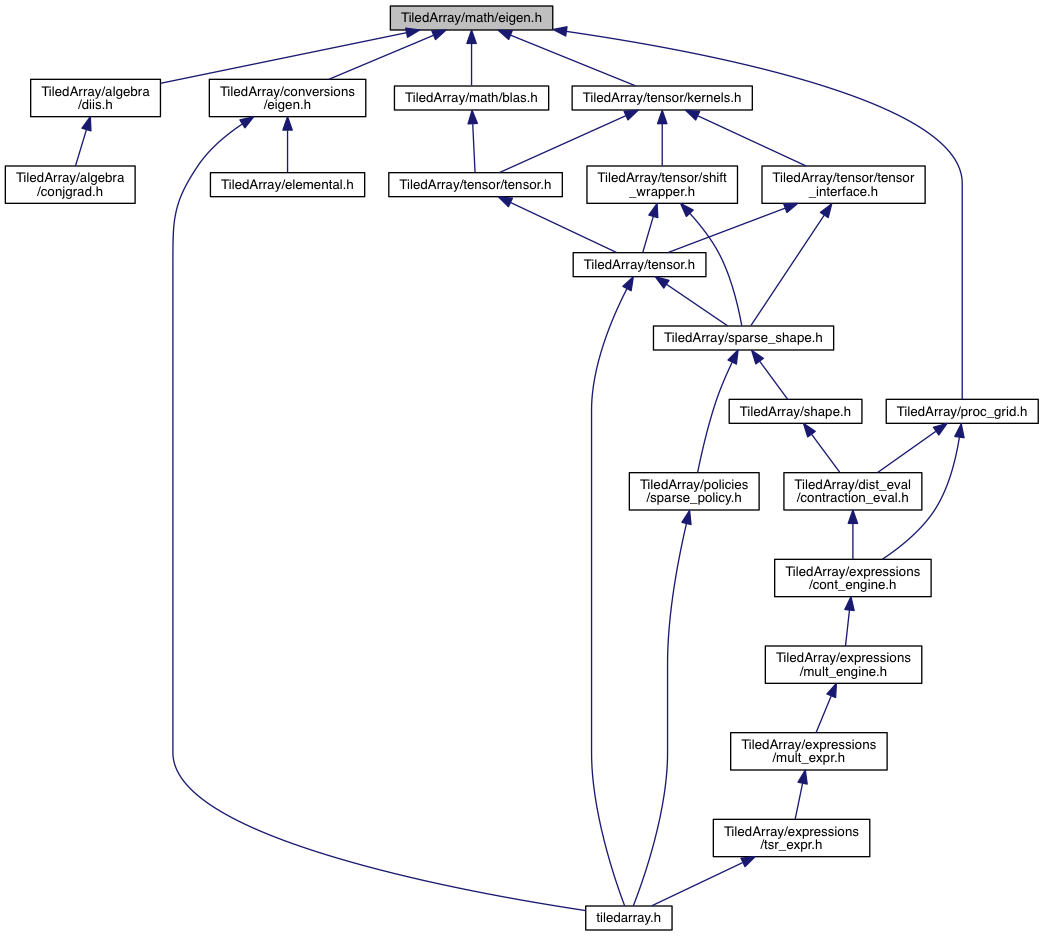 TiledArray/math/eigen.h
TiledArray/algebra
/diis.h
TiledArray/conversions
/eigen.h
TiledArray/math/blas.h
TiledArray/tensor/kernels.h
TiledArray/algebra
/conjgrad.h
TiledArray/elemental.h
TiledArray/tensor/tensor.h
TiledArray/tensor/shift
_wrapper.h
TiledArray/tensor/tensor
_interface.h
TiledArray/tensor.h
TiledArray/sparse_shape.h
TiledArray/shape.h
TiledArray/proc_grid.h
TiledArray/policies
/sparse_policy.h
TiledArray/dist_eval
/contraction_eval.h
TiledArray/expressions
/cont_engine.h
TiledArray/expressions
/mult_engine.h
TiledArray/expressions
/mult_expr.h
TiledArray/expressions
/tsr_expr.h
tiledarray.h